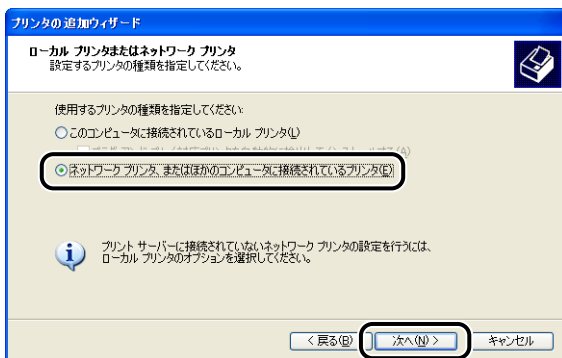 プリンタの追加ウィザード
ローカル プリンタまたはネットワーク プリンタ
設定するプリンタの種類を指定してください。
使用するプリンタの種類を指定してください:
このコンピュータに接続されているローカル プリンタ(L)
ネットワーク プリンタ、またはほかのコンピュータに接続されているプリンタ(E)
プリント サーバーに接続されていないネットワーク プリンタの設定を行うには、
ローカル プリンタのオプションを選択してください。
< 戻る(B)
次へ(N) >
キャンセル